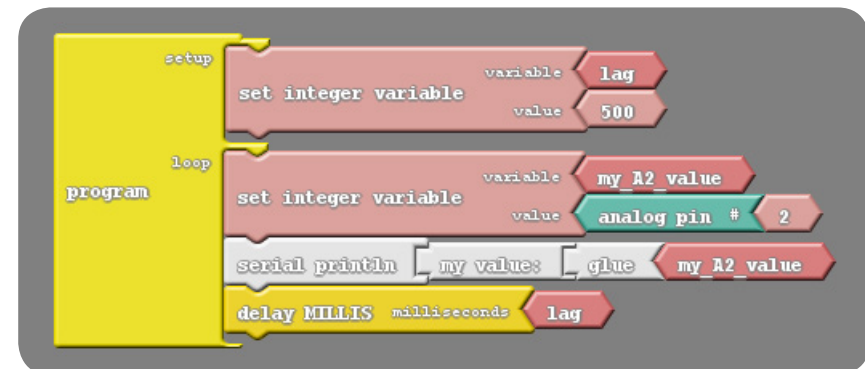 setup
set integer variable variable lag
value 500
loop
program
set integer variable variable my_A2_value
value analog pin # 2
serial println my value: glue my_A2_value
delay MILLIS milliseconds lag